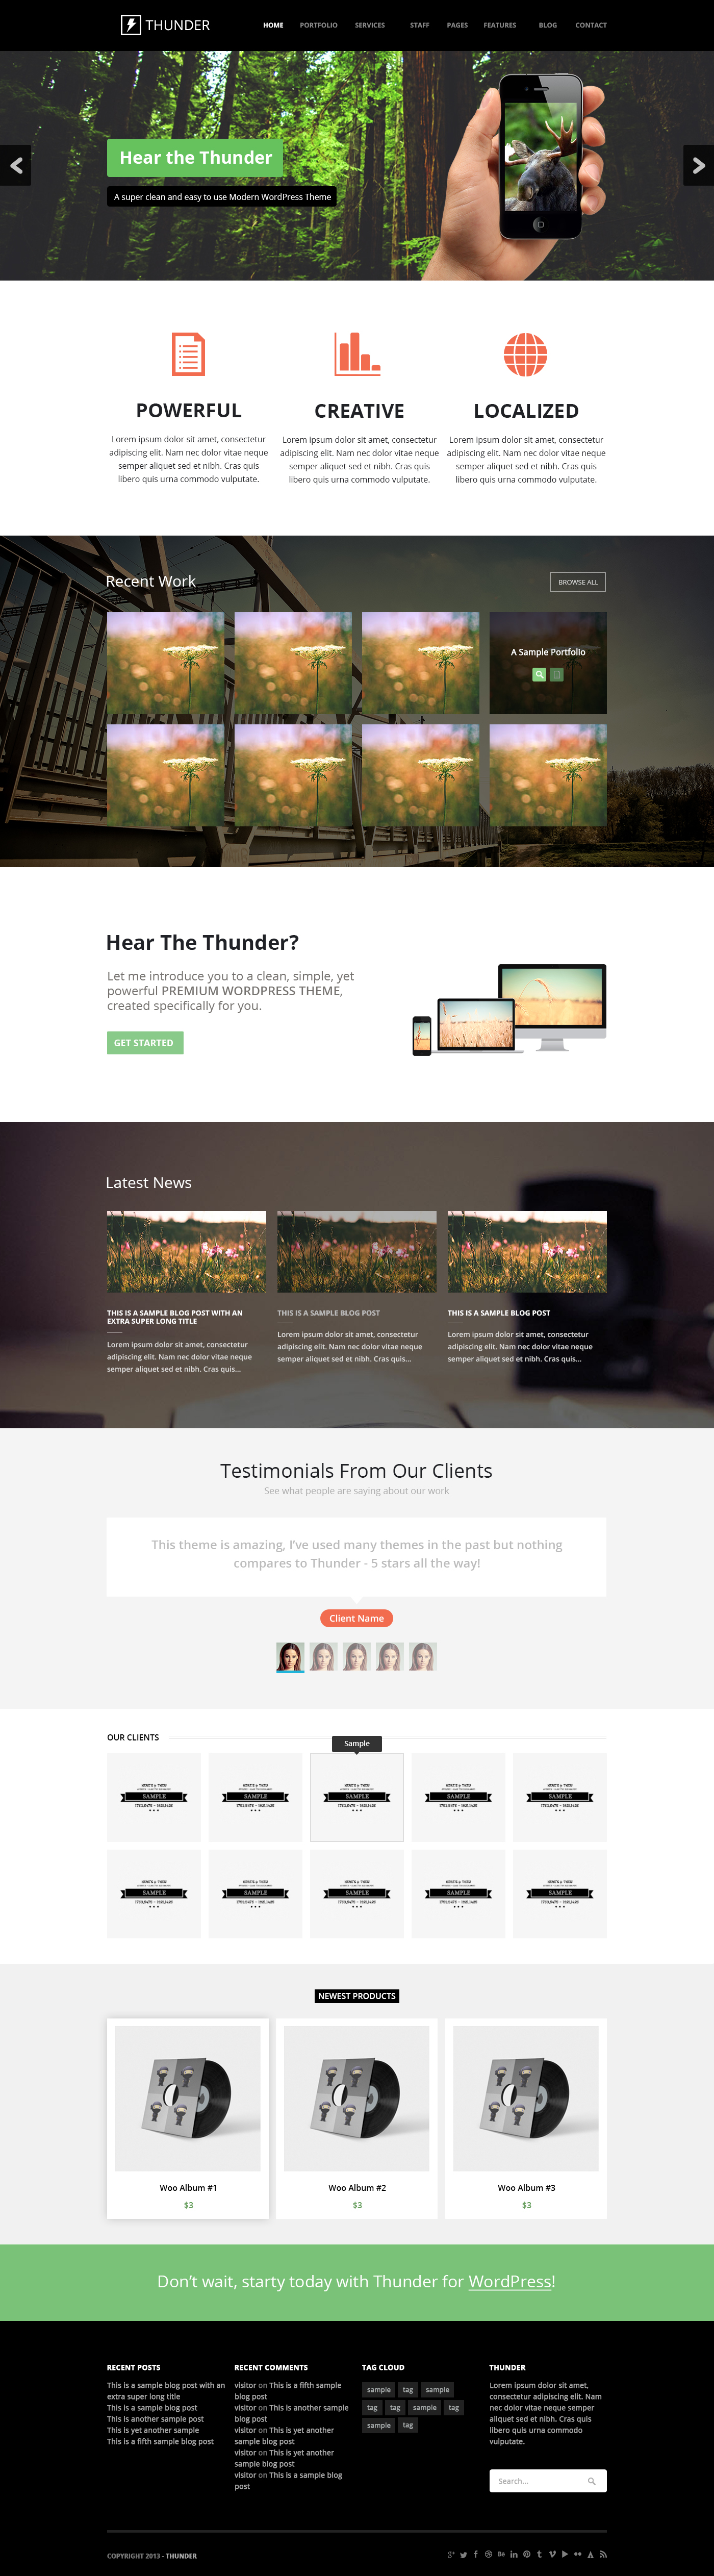 THUNDER
HOME PORTFOLIO SERVICES STAFF PAGES FEATURES BLOG CONTACT
Hear the Thunder
A super clean and easy to use Modern WordPress Theme
POWERFUL
Lorem ipsum dolor sit amet, consectetur
adipiscing elit. Nam nec dolor vitae neque
semper aliquet sed et nibh. Cras quis
libero quis urna commodo vulputate.
CREATIVE
Lorem ipsum dolor sit amet, consectetur
adipiscing elit. Nam nec dolor vitae neque
semper aliquet sed et nibh. Cras quis
libero quis urna commodo vulputate.
LOCALIZED
Lorem ipsum dolor sit amet, consectetur
adipiscing elit. Nam nec dolor vitae neque
semper aliquet sed et nibh. Cras quis
libero quis urna commodo vulputate.
Recent Work
BROWSE ALL
A Sample Portfolio
Hear The Thunder?
Let me introduce you to a clean, simple, yet
powerful PREMIUM WORDPRESS THEME,
created specifically for you.
GET STARTED
Latest News
THIS IS A SAMPLE BLOG POST WITH AN
EXTRA SUPER LONG TITLE
Lorem ipsum dolor sit amet, consectetur
adipiscing elit. Nam nec dolor vitae neque
semper aliquet sed et nibh. Cras quis...
THIS IS A SAMPLE BLOG POST
Lorem ipsum dolor sit amet, consectetur
adipiscing elit. Nam nec dolor vitae neque
semper aliquet sed et nibh. Cras quis...
THIS IS A SAMPLE BLOG POST
Lorem ipsum dolor sit amet, consectetur
adipiscing elit. Nam nec dolor vitae neque
semper aliquet sed et nibh. Cras quis...
Testimonials From Our Clients
See what people are saying about our work
This theme is amazing, I've used many themes in the past but nothing
compares to Thunder - 5 stars all the way!
Client Name
OUR CLIENTS
Sample
SAMPLE
SAMPLE
SAMPLE
SAMPLE
SAMPLE
SAMPLE
SAMPLE
SAMPLE
SAMPLE
SAMPLE
NEWEST PRODUCTS
Woo Album #1
$3
Woo Album #2
$3
Woo Album #3
$3
Don't wait, starty today with Thunder for WordPress!
RECENT POSTS
This is a sample blog post with an
extra super long title
This is a sample blog post
This is another sample post
This is yet another sample
This is a fifth sample blog post
RECENT COMMENTS
visitor on This is a fifth sample
blog post
visitor on This is another sample
blog post
visitor on This is yet another
sample blog post
visitor on This is yet another
sample blog post
visitor on This is a sample blog
post
TAG CLOUD
sample tag sample
tag tag sample tag
sample tag
THUNDER
Lorem ipsum dolor sit amet,
consectetur adipiscing elit. Nam
nec dolor vitae neque semper
aliquet sed et nibh. Cras quis
libero quis urna commodo
vulputate.
Search...
COPYRIGHT 2013 - THUNDER